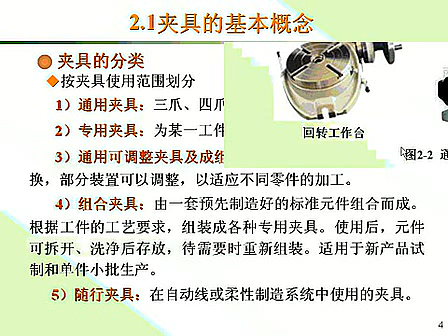 2.1夹具的基本概念
夹具的分类
按夹具使用范围划分
1）通用夹具：三爪、四爪
2）专用夹具：为某一工件
回转工作台
3）通用可调整夹具及成组
图2-2 通
换，部分装置可以调整，以适应不同零件的加工。
4）组合夹具：由一套预先制造好的标准元件组合而成。
根据工件的工艺要求，组装成各种专用夹具。使用后，元件
可拆开、洗净后存放，待需要时重新组装。适用于新产品试
制和单件小批生产。
5）随行夹具：在自动线或柔性制造系统中使用的夹具。
4